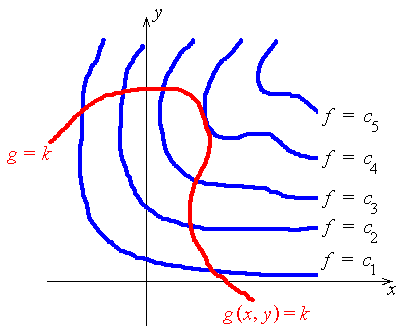 y
f = c₅
g = k
f = c₄
f = c₃
f = c₂
f = c₁
x
g(x, y) = k